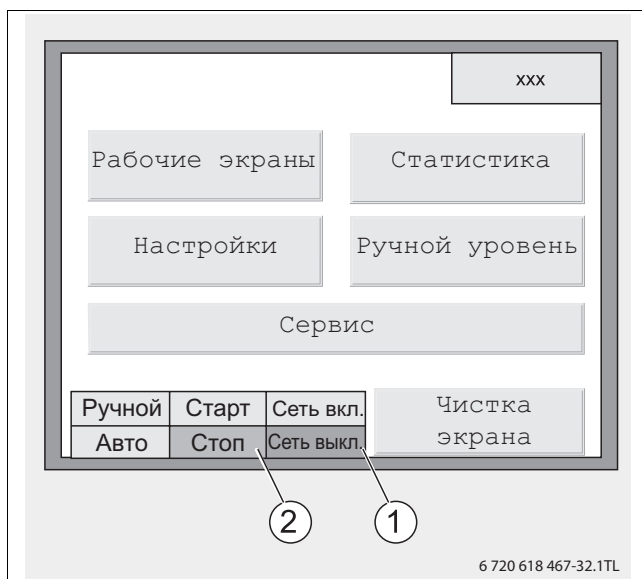 xxx
Рабочие экраны
Статистика
Настройки
Ручной уровень
Сервис
Ручной
Старт
Сеть вкл.
Авто
Стоп
Сеть выкл.
Чистка
экрана
2
1
6 720 618 467-32.1TL